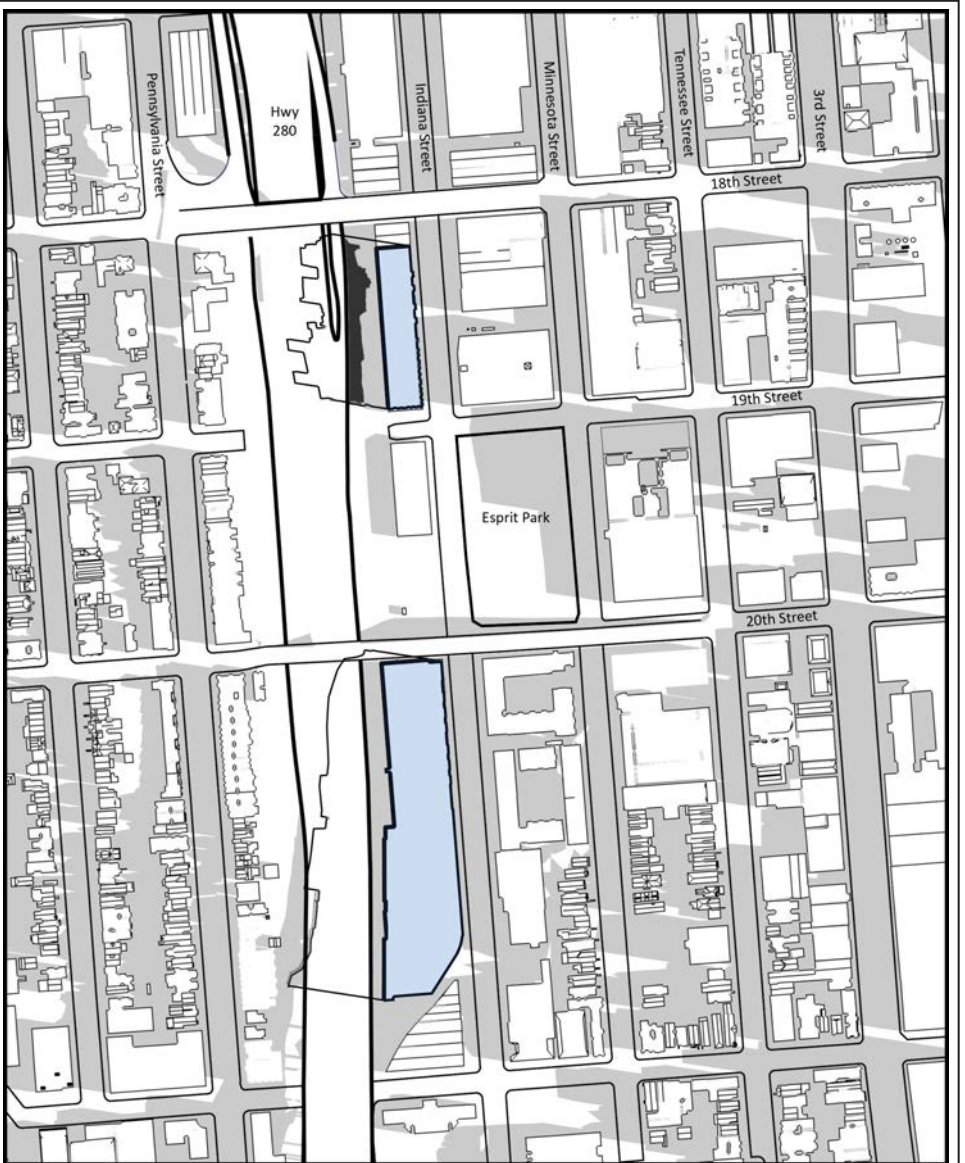 Pennsylvania Street
Hwy
280
Indiana Street
Minnesota Street
Tennessee Street
3rd Street
18th Street
19th Street
Esprit Park
20th Street